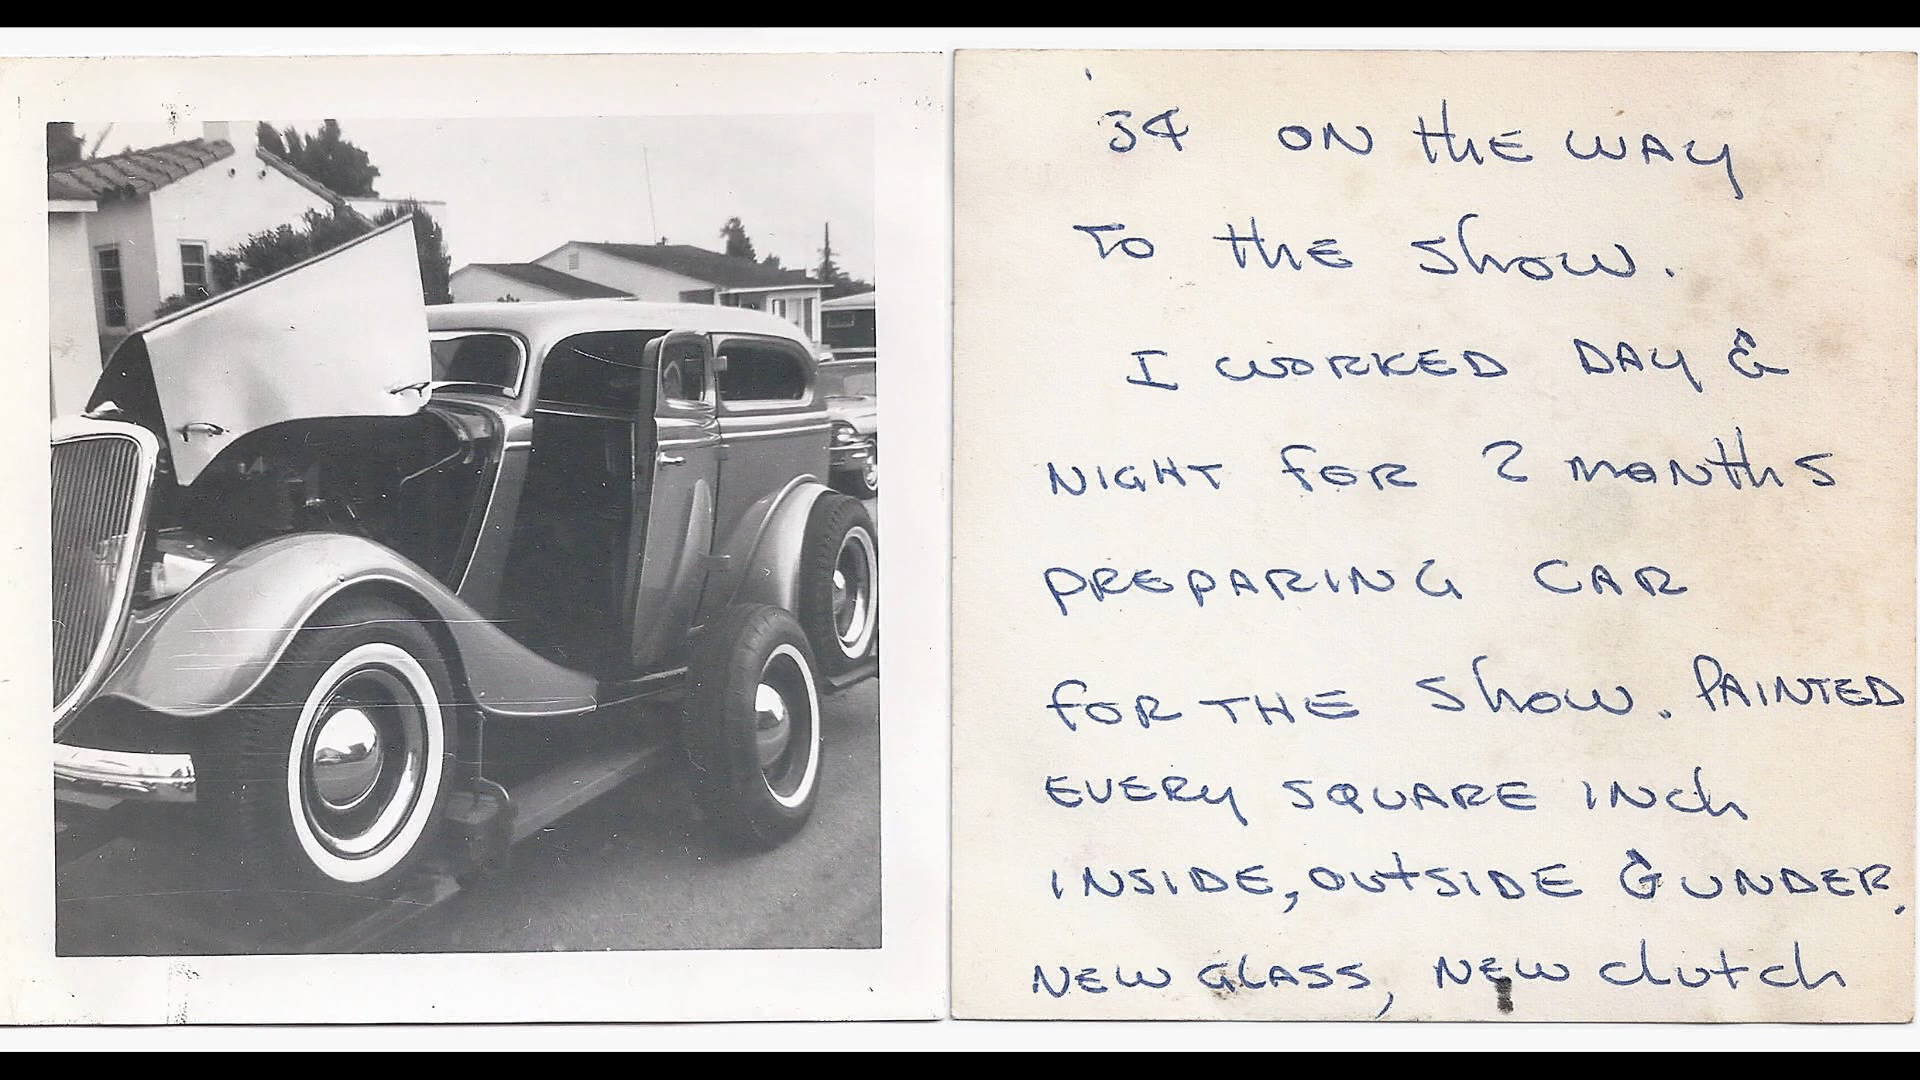 '34 ON thE WAY
TO thE Show.
I WORKED DAY &
NIGHT foR 2 MONthS
PREPARING CAR
foR THE Show. PAINTED
EVERY SQUARE INch
INSIDE, OUtSIDE & UNDER.
NEW GLASS, NEW clutch